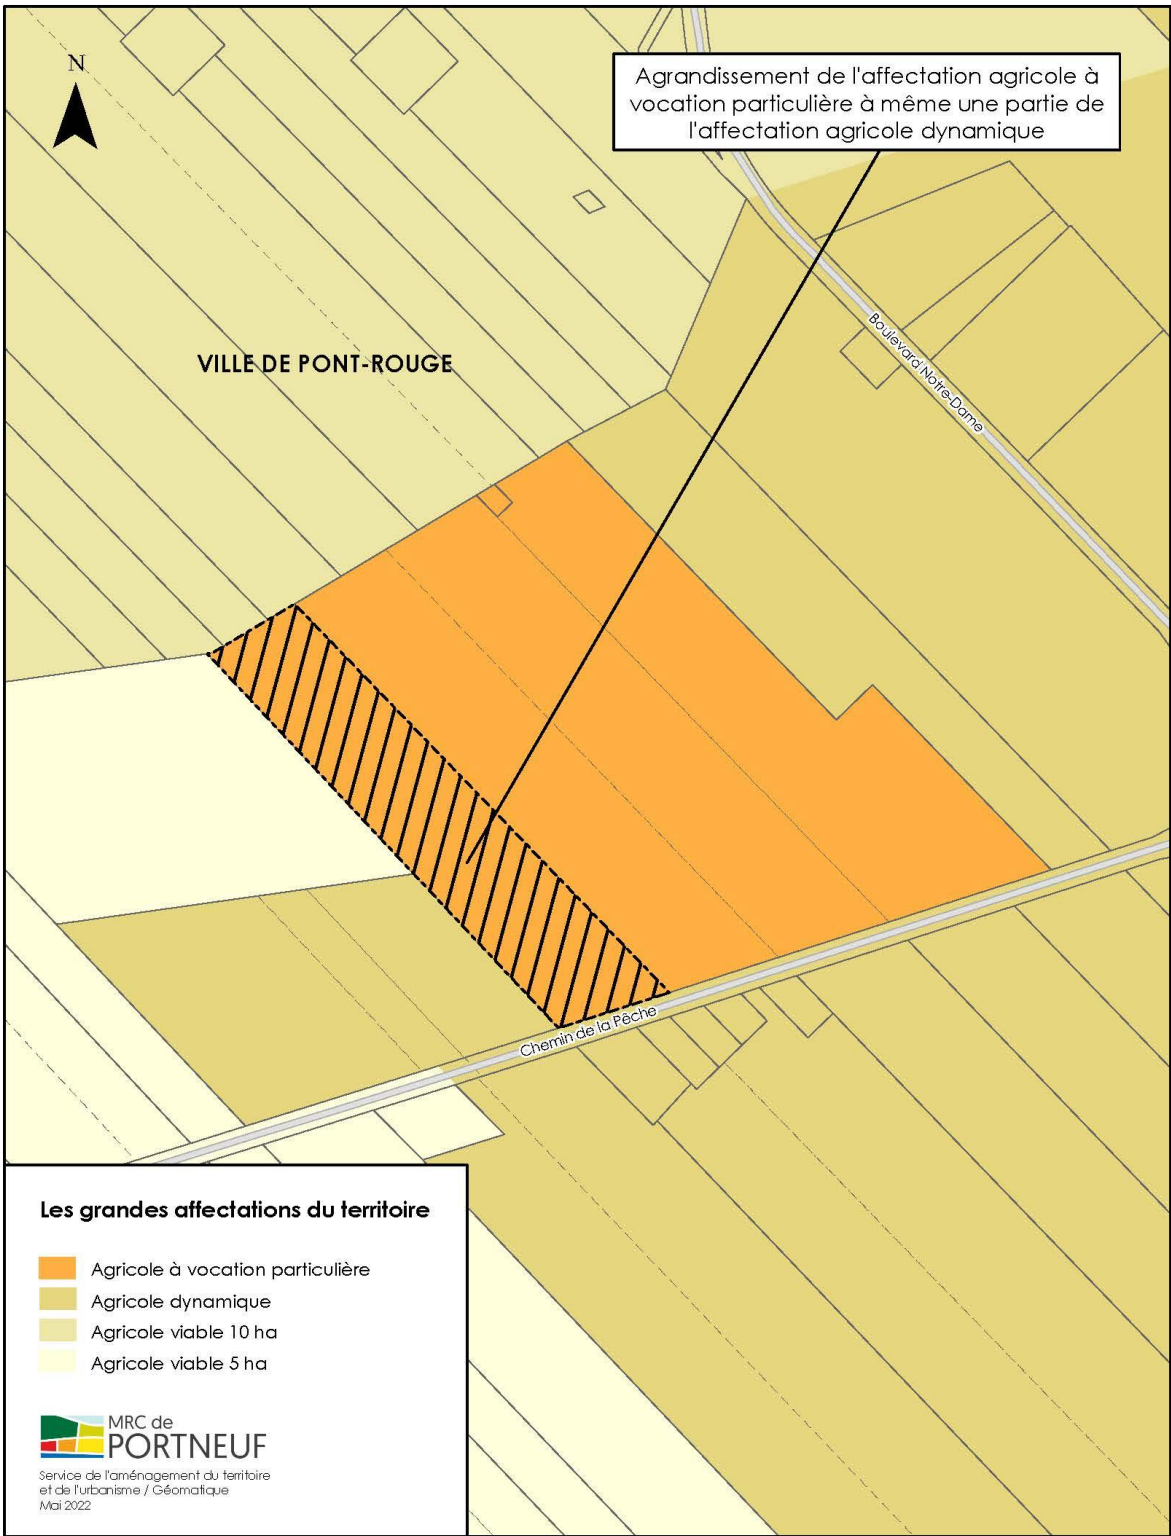 N
Agrandissement de l'affectation agricole à
vocation particulière à même une partie de
l'affectation agricole dynamique
VILLE DE PONT-ROUGE
Boulevard Notre-Dame
Chemin de la Pêche
Les grandes affectations du territoire
Agricole à vocation particulière
Agricole dynamique
Agricole viable 10 ha
Agricole viable 5 ha
MRC de
PORTNEUF
Service de l'aménagement du territoire
et de l'urbanisme / Géomatique
Mai 2022